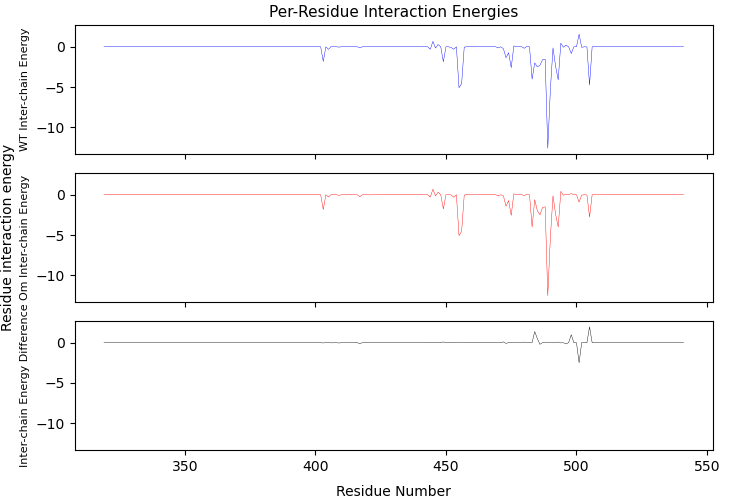 Per-Residue Interaction Energies
WT Inter-chain Energy
0
−5
−10
Residue interaction energy
Om Inter-chain Energy
0
−5
−10
Inter-chain Energy Difference
0
−5
−10
350
400
450
500
550
Residue Number